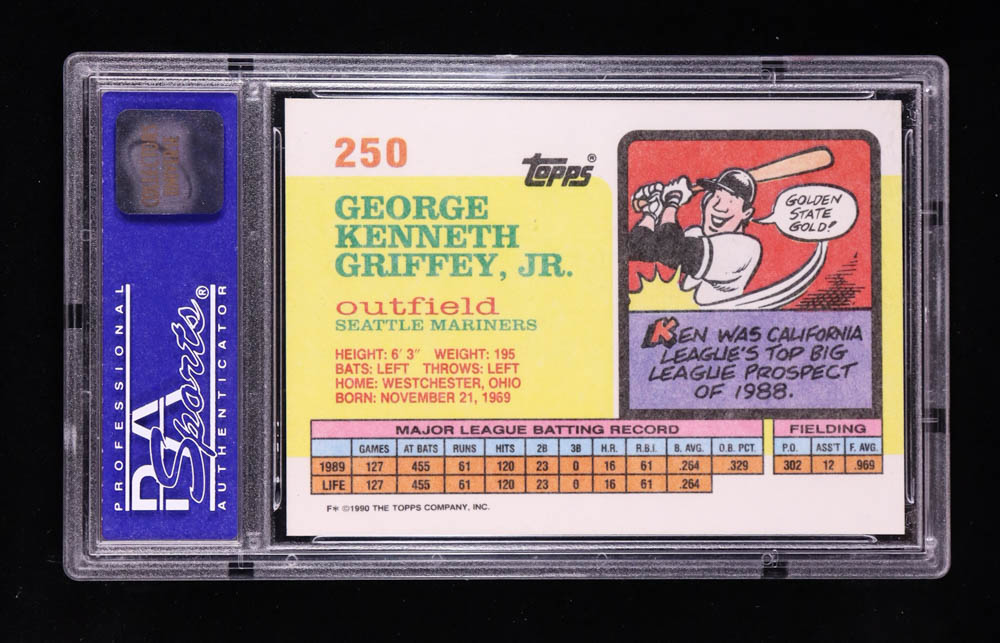 PROFESSIONAL
PSA Sports®
AUTHENTICATOR
250
topps®
GEORGE
KENNETH
GRIFFEY, JR.
outfield
SEATTLE MARINERS
HEIGHT: 6' 3" WEIGHT: 195
BATS: LEFT THROWS: LEFT
HOME: WESTCHESTER, OHIO
BORN: NOVEMBER 21, 1969
GOLDEN
STATE
GOLD!
KEN WAS CALIFORNIA
LEAGUE'S TOP BIG
LEAGUE PROSPECT
OF 1988.
MAJOR LEAGUE BATTING RECORD FIELDING
GAMES AT BATS RUNS HITS 2B 3B H.R. R.B.I. B. AVG. O.B. PCT. P.O. ASS'T F. AVG.
1989 127 455 61 120 23 0 16 61 .264 .329 302 12 .969
LIFE 127 455 61 120 23 0 16 61 .264
F* ©1990 THE TOPPS COMPANY, INC.